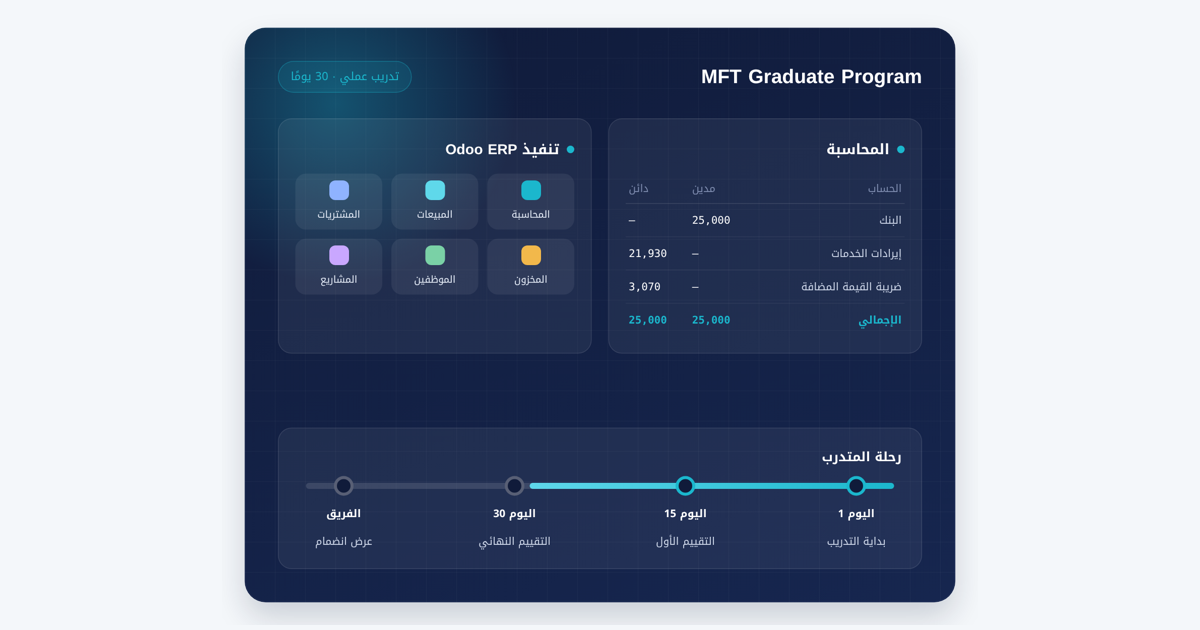 MFT Graduate Program
تدريب عملي · 30 يومًا
المحاسبة
الحساب مدين دائن
البنك 25,000 —
إيرادات الخدمات — 21,930
ضريبة القيمة المضافة — 3,070
الإجمالي 25,000 25,000
تنفيذ Odoo ERP
المحاسبة المبيعات المشتريات
المخزون الموظفين المشاريع
رحلة المتدرب
اليوم 1 اليوم 15 اليوم 30 الفريق
بداية التدريب التقييم الأول التقييم النهائي عرض انضمام